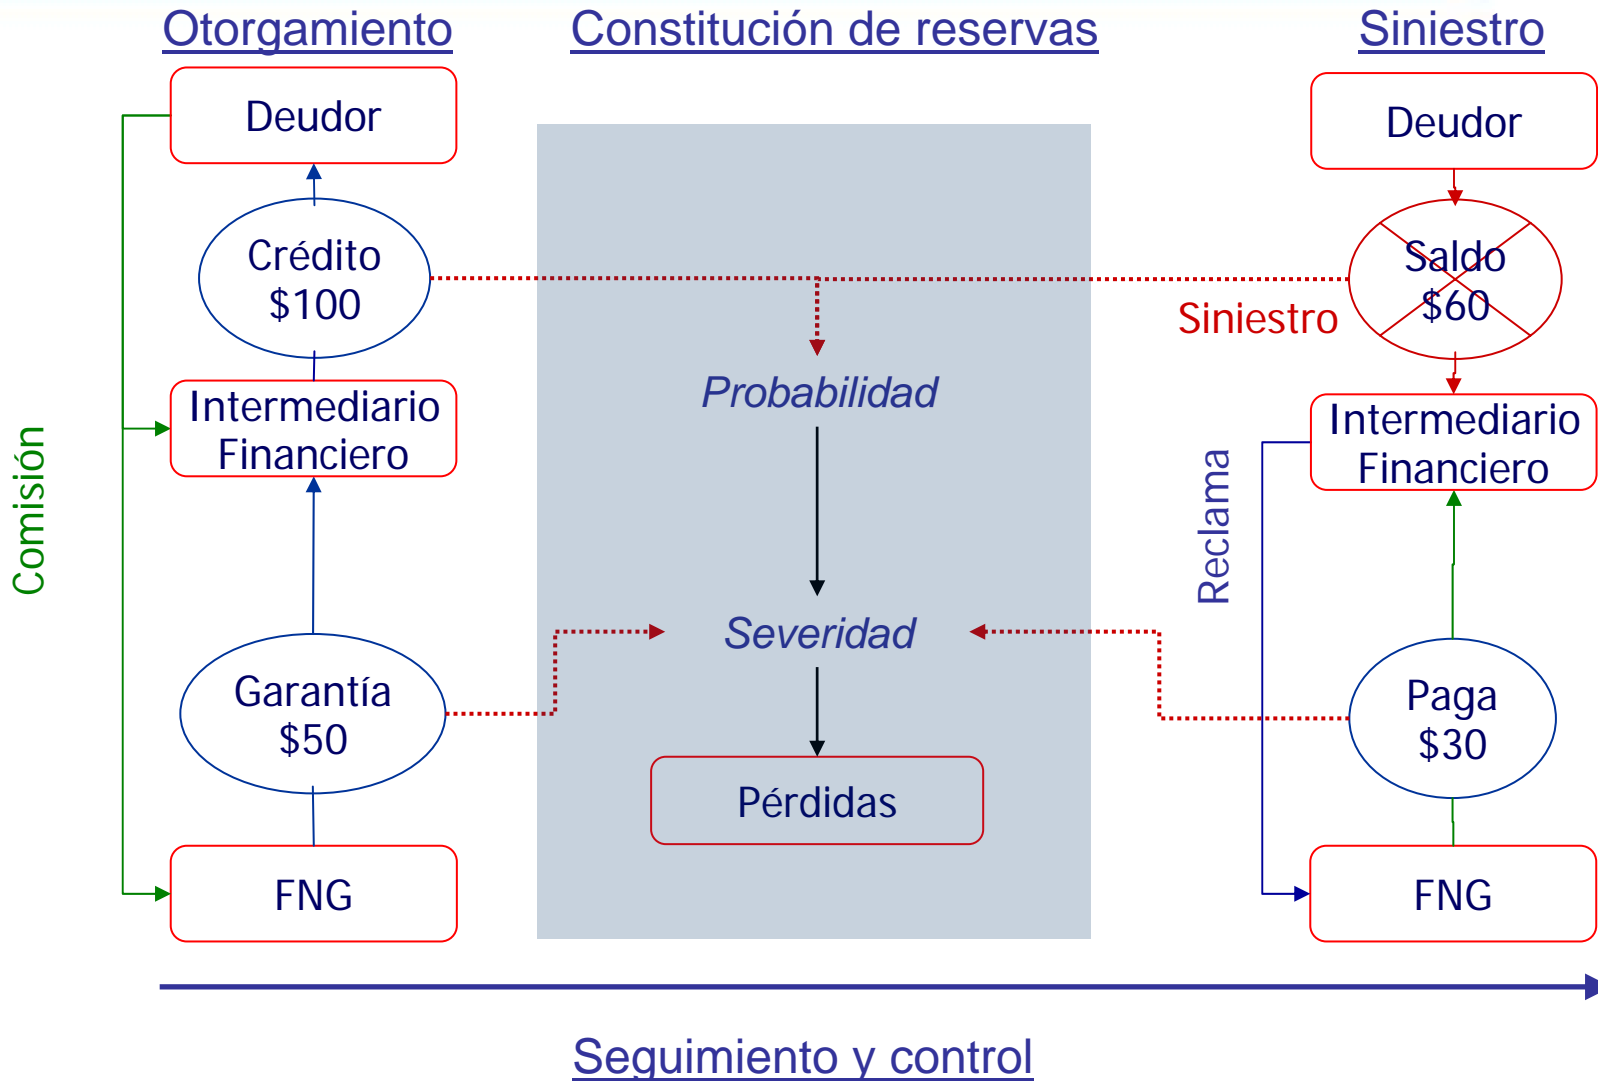 Otorgamiento
Constitución de reservas
Siniestro
Deudor
Crédito
$100
Intermediario
Financiero
Comisión
Garantía
$50
FNG
Probabilidad
Severidad
Pérdidas
Deudor
Saldo
$60
Siniestro
Intermediario
Financiero
Reclama
Paga
$30
FNG
Seguimiento y control